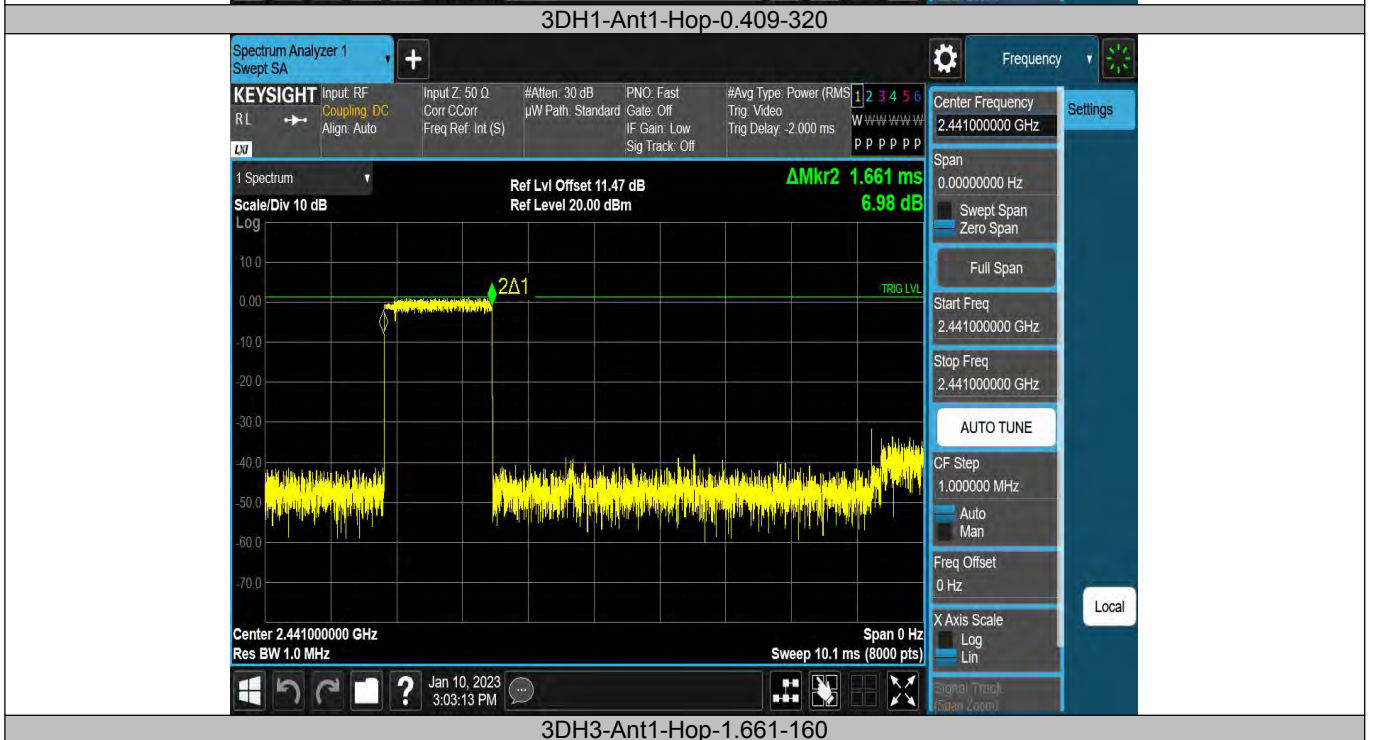 3DH1-Ant1-Hop-0.409-320
Spectrum Analyzer 1
Swept SA
Frequency
KEYSIGHT
RL
LXI
Input: RF
Coupling: DC
Align: Auto
Input Z: 50 Ω
Corr CCorr
Freq Ref: Int (S)
#Atten: 30 dB
µW Path: Standard
PNO: Fast
Gate: Off
IF Gain: Low
Sig Track: Off
#Avg Type: Power (RMS
Trig: Video
Trig Delay: -2.000 ms
1 2 3 4 5 6
W W W W W W
P P P P P P
Center Frequency
2.441000000 GHz
Settings
Span
0.00000000 Hz
Swept Span
Zero Span
Full Span
Start Freq
2.441000000 GHz
Stop Freq
2.441000000 GHz
AUTO TUNE
CF Step
1.000000 MHz
Auto
Man
Freq Offset
0 Hz
X Axis Scale
Log
Lin
Signal Track
(Span Zoom)
Local
1 Spectrum
Scale/Div 10 dB
Log
Ref Lvl Offset 11.47 dB
Ref Level 20.00 dBm
ΔMkr2 1.661 ms
6.98 dB
10.0
0.00
-10.0
-20.0
-30.0
-40.0
-50.0
-60.0
-70.0
2Δ1
TRIG LVL
Center 2.441000000 GHz
Res BW 1.0 MHz
Span 0 Hz
Sweep 10.1 ms (8000 pts)
?
Jan 10, 2023
3:03:13 PM
3DH3-Ant1-Hop-1.661-160